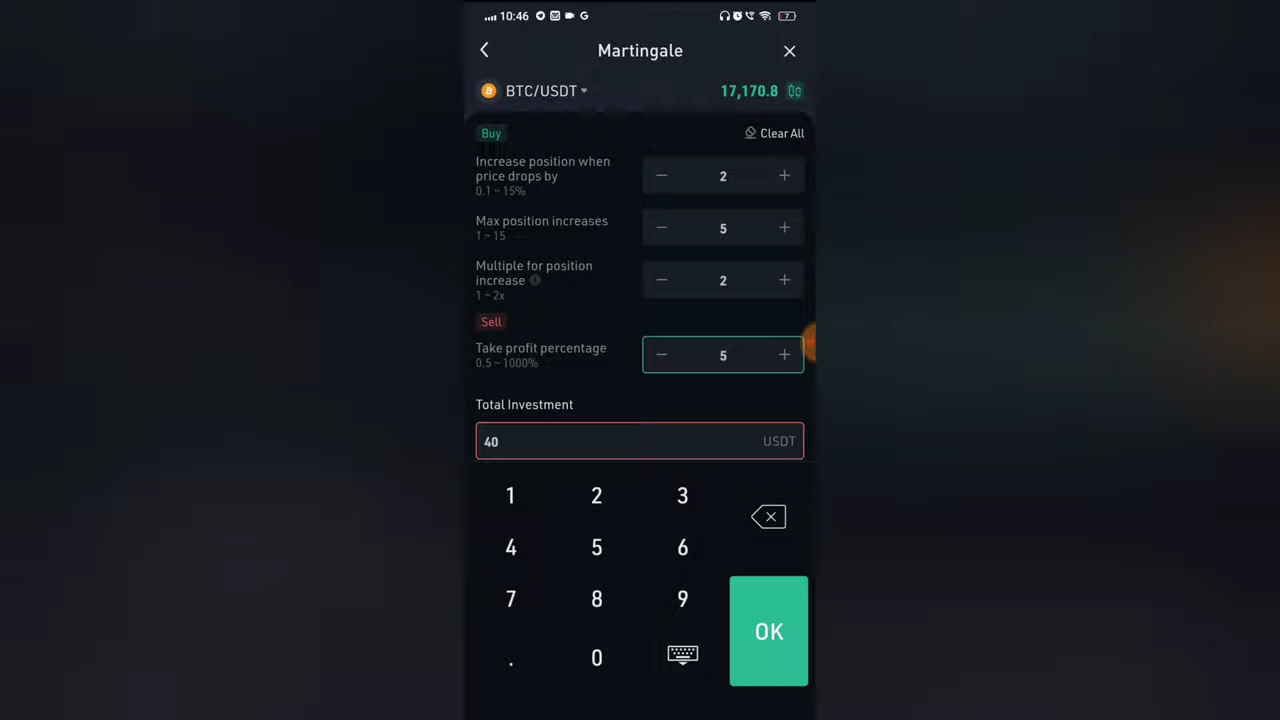 10:46
7
Martingale
BTC/USDT
17,170.8
Buy
Clear All
Increase position when
price drops by
0.1 ~ 15%
2
Max position increases
1 ~ 15
5
Multiple for position
increase
1 ~ 2x
2
Sell
Take profit percentage
0.5 ~ 1000%
5
Total Investment
40 USDT
1 2 3
4 5 6
7 8 9
. 0
OK